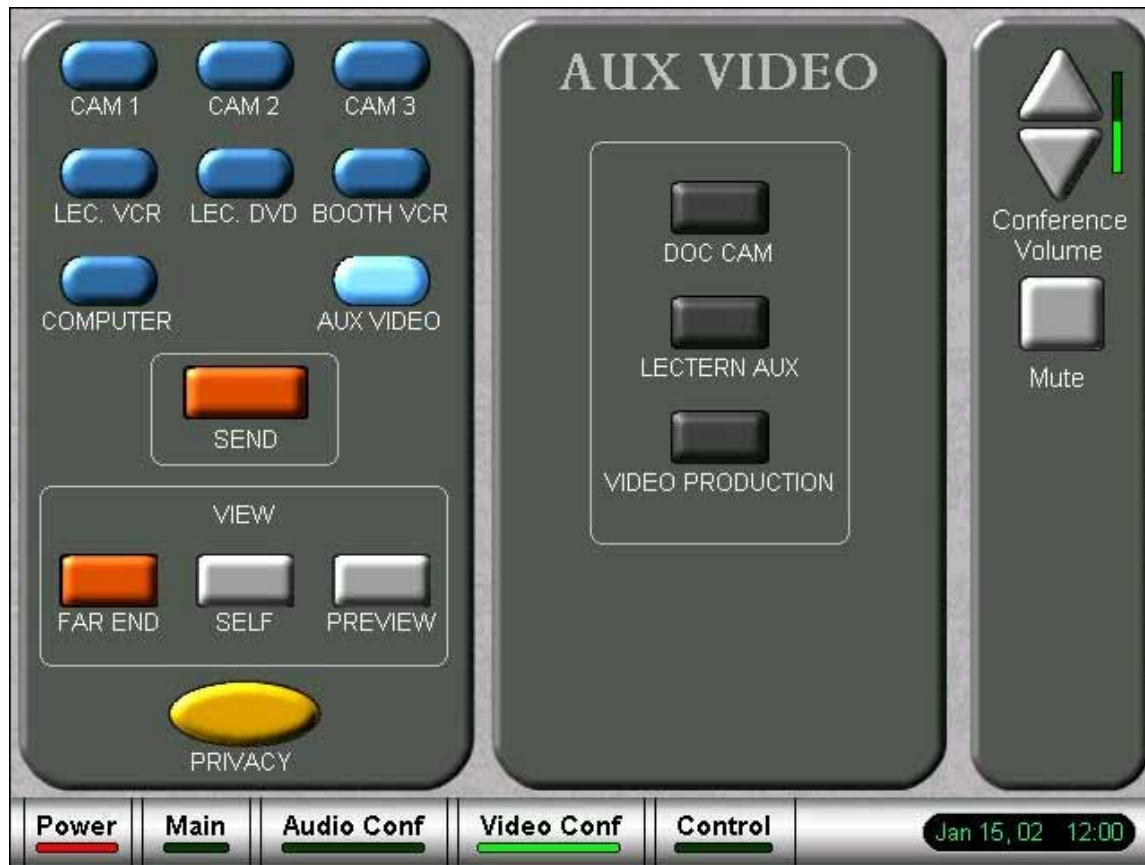 CAM 1 CAM 2 CAM 3
LEC. VCR LEC. DVD BOOTH VCR
COMPUTER AUX VIDEO
SEND
VIEW
FAR END SELF PREVIEW
PRIVACY
AUX VIDEO
DOC CAM
LECTERN AUX
VIDEO PRODUCTION
Conference
Volume
Mute
Power Main Audio Conf Video Conf Control Jan 15, 02 12:00